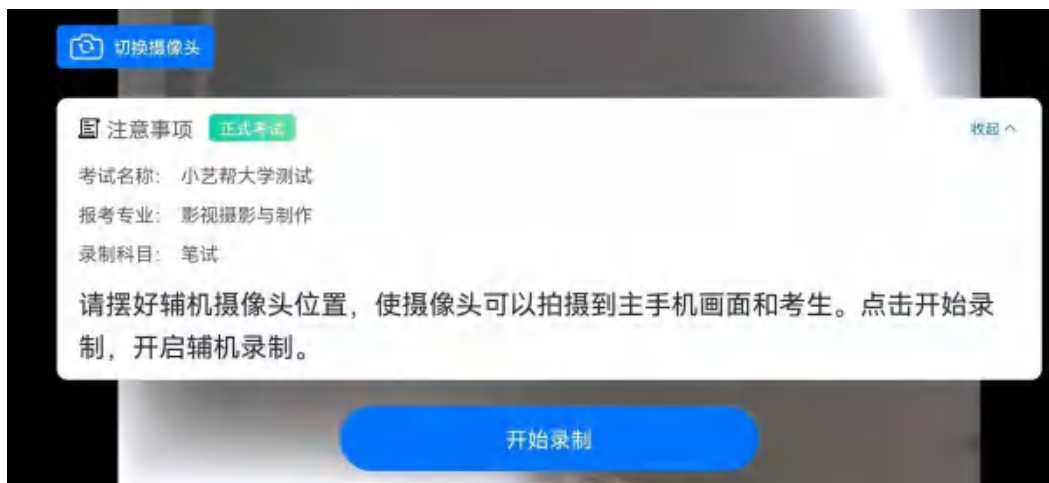 切换摄像头
注意事项 正式考试 收起
考试名称： 小艺帮大学测试
报考专业： 影视摄影与制作
录制科目： 笔试
请摆好辅机摄像头位置，使摄像头可以拍摄到主手机画面和考生。点击开始录
制，开启辅机录制。
开始录制